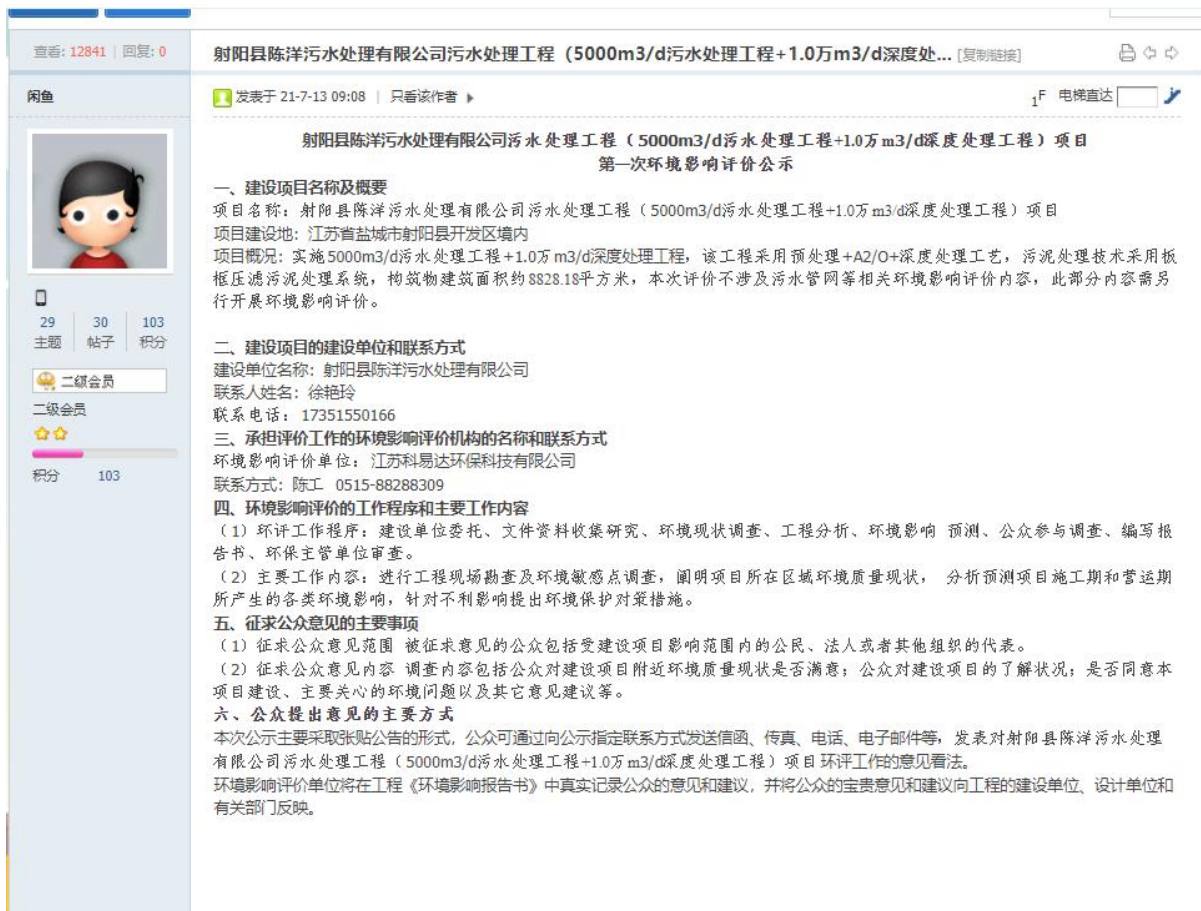 查看: 12841 | 回复: 0
射阳县陈洋污水处理有限公司污水处理工程（5000m3/d污水处理工程+1.0万m3/d深度处... [复制链接]
闲鱼
发表于 21-7-13 09:08 | 只看该作者
1F 电梯直达
射阳县陈洋污水处理有限公司污水处理工程（5000m3/d污水处理工程+1.0万m3/d深度处理工程）项目
第一次环境影响评价公示
一、建设项目名称及概要
项目名称：射阳县陈洋污水处理有限公司污水处理工程（5000m3/d污水处理工程+1.0万m3/d深度处理工程）项目
项目建设地：江苏省盐城市射阳县开发区境内
项目概况：实施5000m3/d污水处理工程+1.0万m3/d深度处理工程，该工程采用预处理+A2/O+深度处理工艺，污泥处理技术采用板
框压滤污泥处理系统，构筑物建筑面积约8828.18平方米，本次评价不涉及污水管网等相关环境影响评价内容，此部分内容需另
行开展环境影响评价。
29 30 103
主题 帖子 积分
二级会员
二级会员
积分 103
二、建设项目的建设单位和联系方式
建设单位名称：射阳县陈洋污水处理有限公司
联系人姓名：徐艳玲
联系电话：17351550166
三、承担评价工作的环境影响评价机构的名称和联系方式
环境影响评价单位：江苏科易达环保科技有限公司
联系方式：陈工 0515-88288309
四、环境影响评价的工作程序和主要工作内容
（1）环评工作程序：建设单位委托、文件资料收集研究、环境现状调查、工程分析、环境影响 预测、公众参与调查、编写报
告书、环保主管单位审查。
（2）主要工作内容：进行工程现场勘查及环境敏感点调查，阐明项目所在区域环境质量现状， 分析预测项目施工期和营运期
所产生的各类环境影响，针对不利影响提出环境保护对策措施。
五、征求公众意见的主要事项
（1）征求公众意见范围 被征求意见的公众包括受建设项目影响范围内的公民、法人或者其他组织的代表。
（2）征求公众意见内容 调查内容包括公众对建设项目附近环境质量现状是否满意；公众对建设项目的了解状况；是否同意本
项目建设、主要关心的环境问题以及其它意见建议等。
六、公众提出意见的主要方式
本次公示主要采取张贴公告的形式，公众可通过向公示指定联系方式发送信函、传真、电话、电子邮件等，发表对射阳县陈洋污水处理
有限公司污水处理工程（5000m3/d污水处理工程+1.0万m3/d深度处理工程）项目环评工作的意见看法。
环境影响评价单位将在工程《环境影响报告书》中真实记录公众的意见和建议，并将公众的宝贵意见和建议向工程的建设单位、设计单位和
有关部门反映。